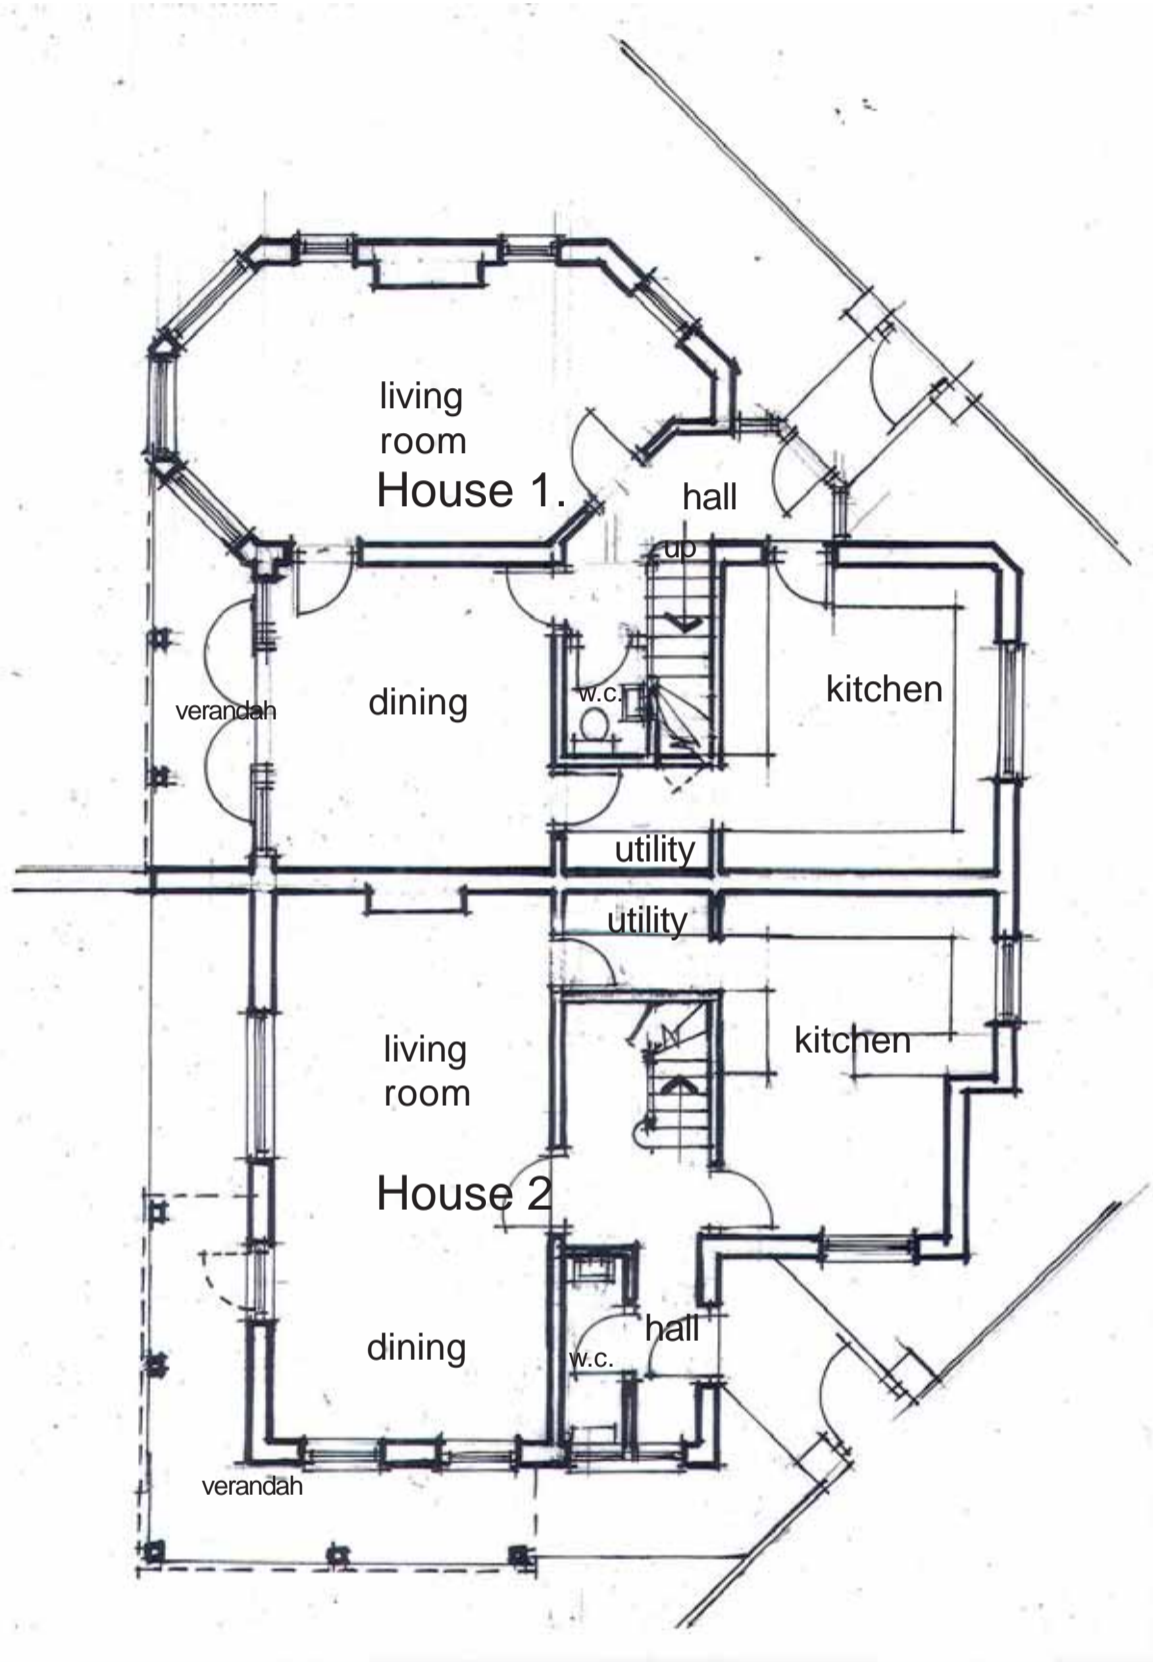 living
room
House 1.
hall
up
w.c.
kitchen
dining
verandah
utility
utility
living
room
kitchen
House 2
hall
w.c.
dining
verandah